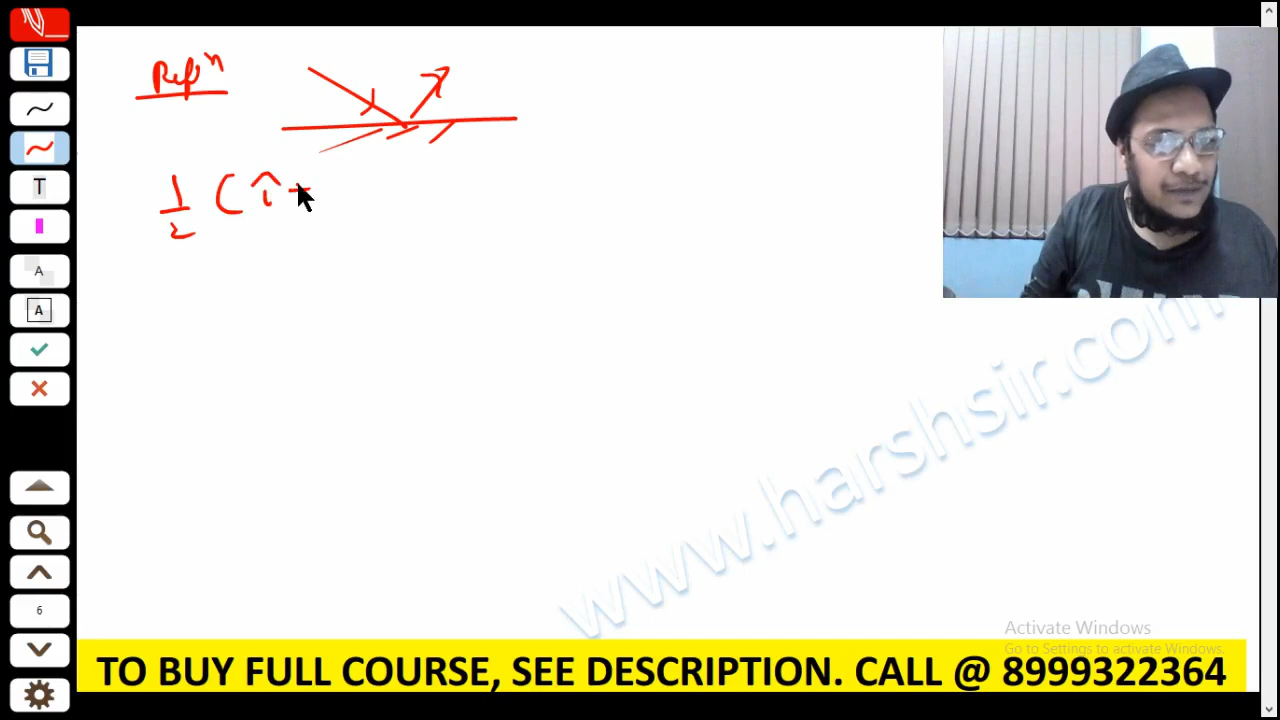 Refⁿ
1/2 ( î +
www.harshsir.com
T
A
A
6
Activate Windows
Go to Settings to activate Windows.
TO BUY FULL COURSE, SEE DESCRIPTION. CALL @ 8999322364